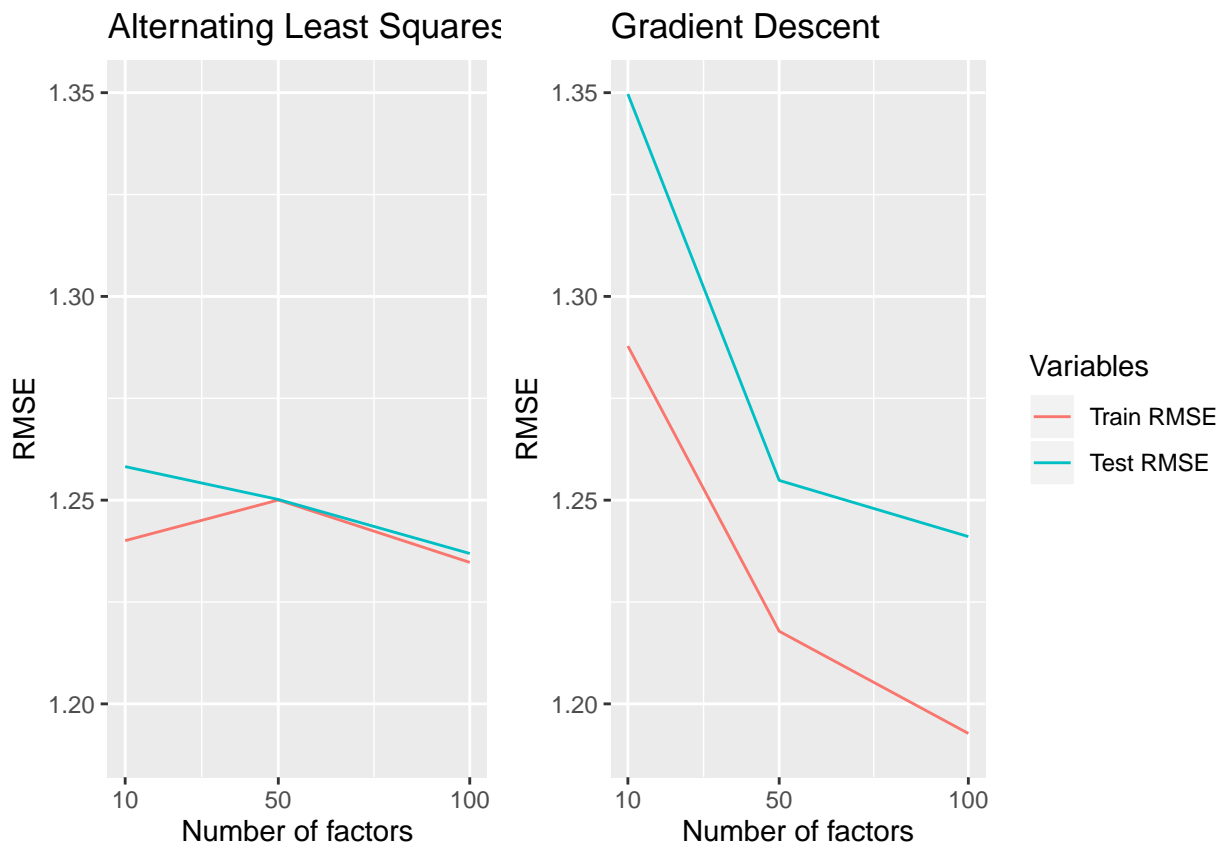 Alternating Least Squares
1.35
1.30
1.25
1.20
RMSE
10 50 100
Number of factors
Gradient Descent
1.35
1.30
1.25
1.20
RMSE
10 50 100
Number of factors
Variables
Train RMSE
Test RMSE